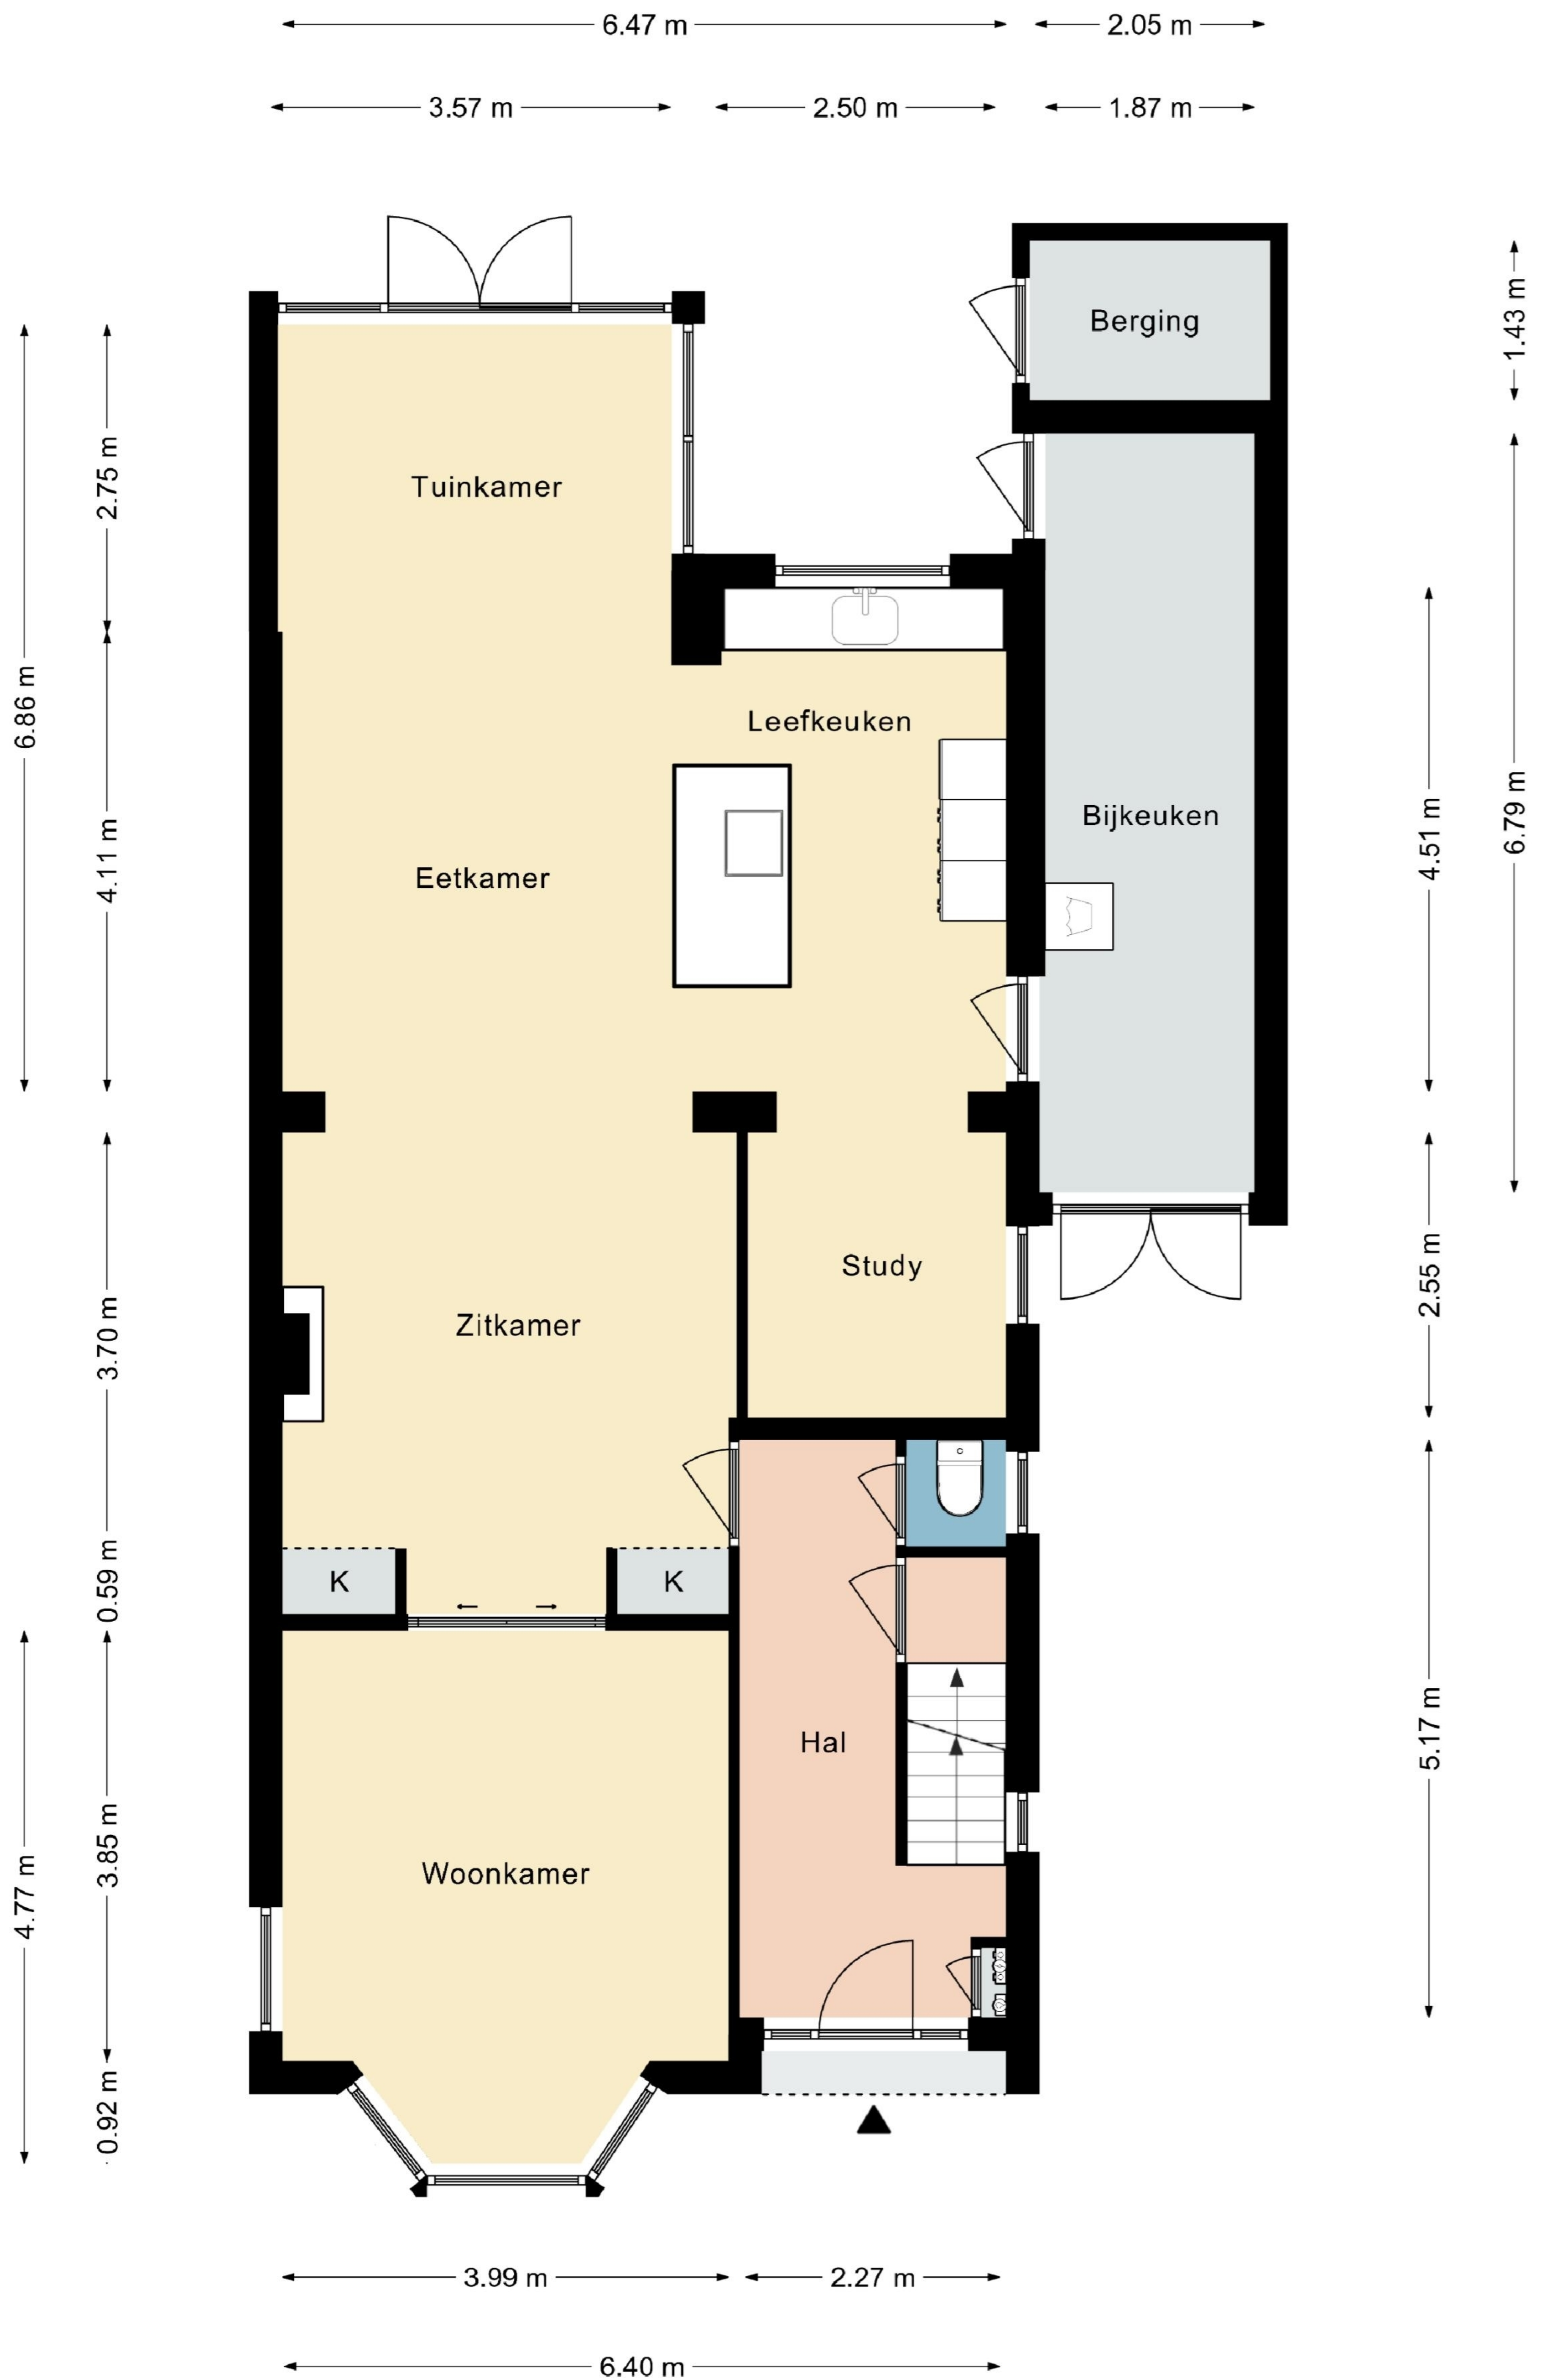 6.47 m
2.05 m
3.57 m
2.50 m
1.87 m
Berging
1.43 m
2.75 m
Tuinkamer
6.86 m
Leefkeuken
Bijkeuken
6.79 m
4.51 m
4.11 m
Eetkamer
Study
2.55 m
Zitkamer
3.70 m
K
K
0.59 m
Hal
5.17 m
Woonkamer
3.85 m
4.77 m
0.92 m
3.99 m
2.27 m
6.40 m